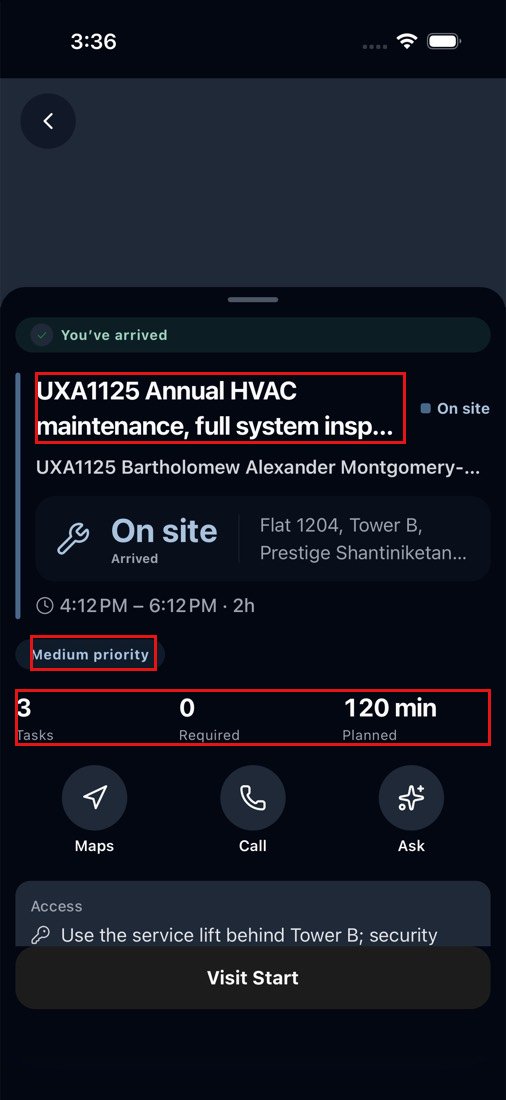 3:36
You've arrived
UXA1125 Annual HVAC
maintenance, full system insp...
On site
UXA1125 Bartholomew Alexander Montgomery-...
On site
Arrived
Flat 1204, Tower B,
Prestige Shantiniketan...
4:12 PM – 6:12 PM · 2h
Medium priority
3 0 120 min
Tasks Required Planned
Maps Call Ask
Access
Use the service lift behind Tower B; security
Visit Start